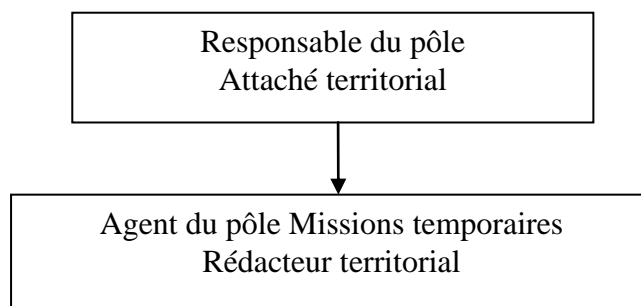 Responsable du pôle
Attaché territorial
Agent du pôle Missions temporaires
Rédacteur territorial